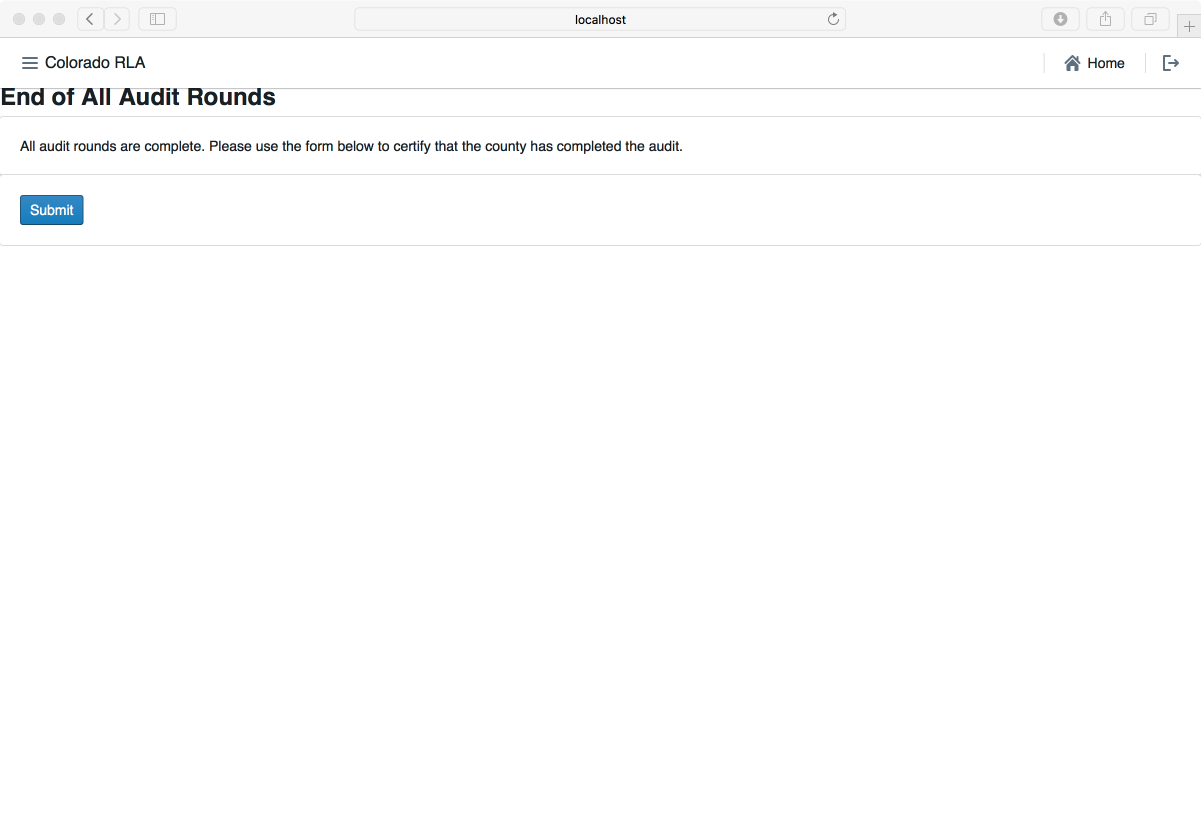 localhost
Colorado RLA
Home
End of All Audit Rounds
All audit rounds are complete. Please use the form below to certify that the county has completed the audit.
Submit